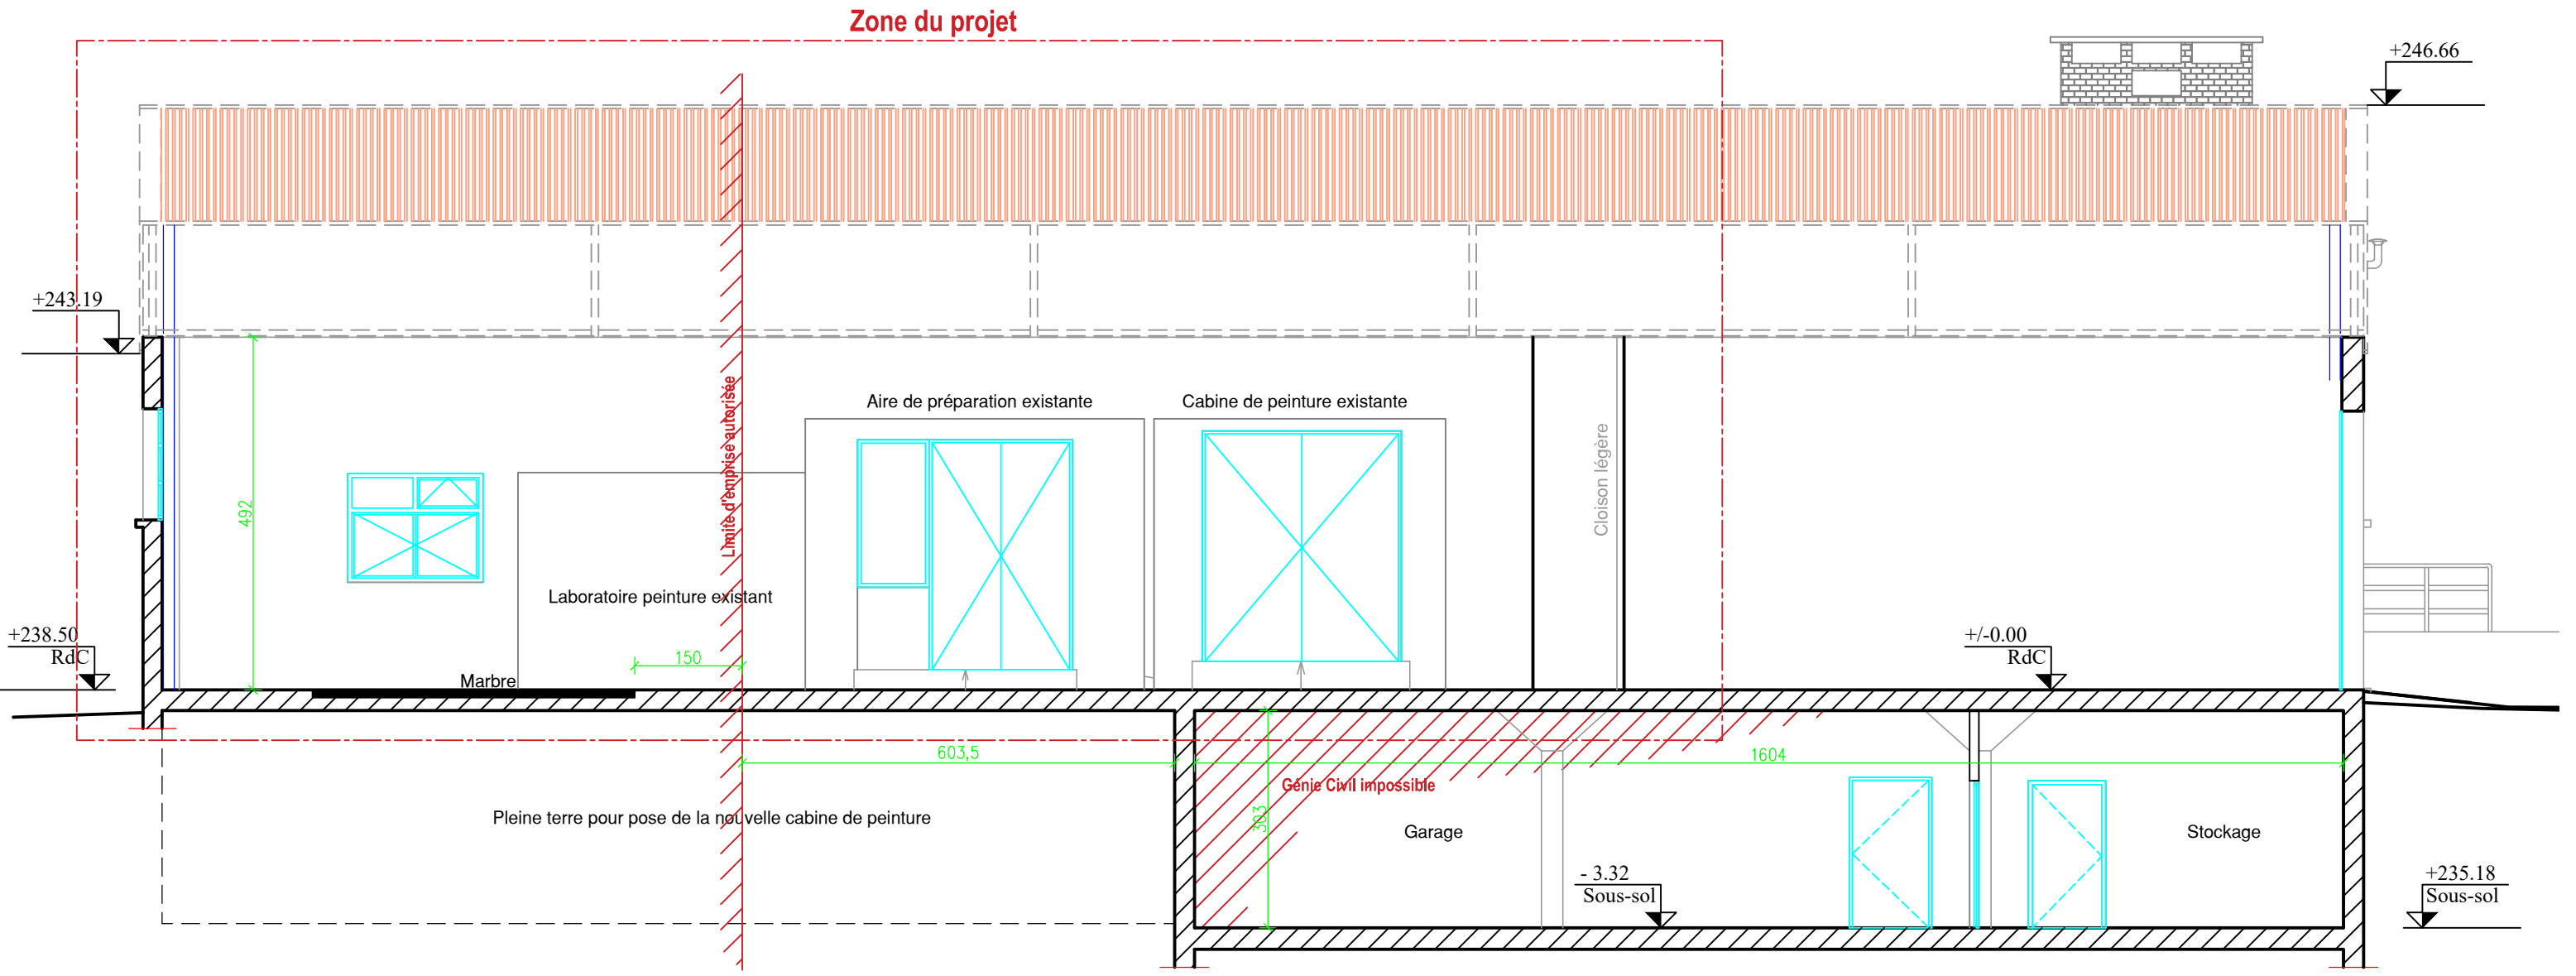 Zone du projet
+246.66
+243.19
Limite d'emprise autorisée
Aire de préparation existante
Cabine de peinture existante
Cloison légère
492
Laboratoire peinture existant
+238.50
RdC
+/-0.00
RdC
150
Marbre
603,5
1604
Génie Civil impossible
303
Pleine terre pour pose de la nouvelle cabine de peinture
Garage
Stockage
- 3.32
Sous-sol
+235.18
Sous-sol